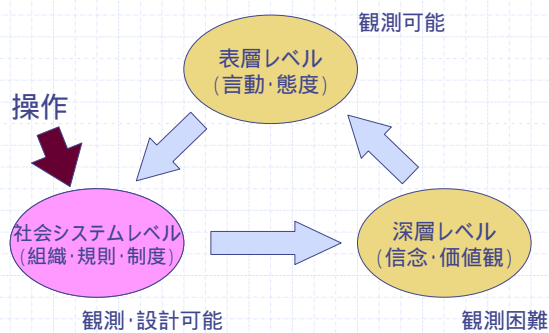 観測可能
表層レベル
(言動・態度)
操作
社会システムレベル
(組織・規則・制度)
深層レベル
(信念・価値観)
観測・設計可能
観測困難